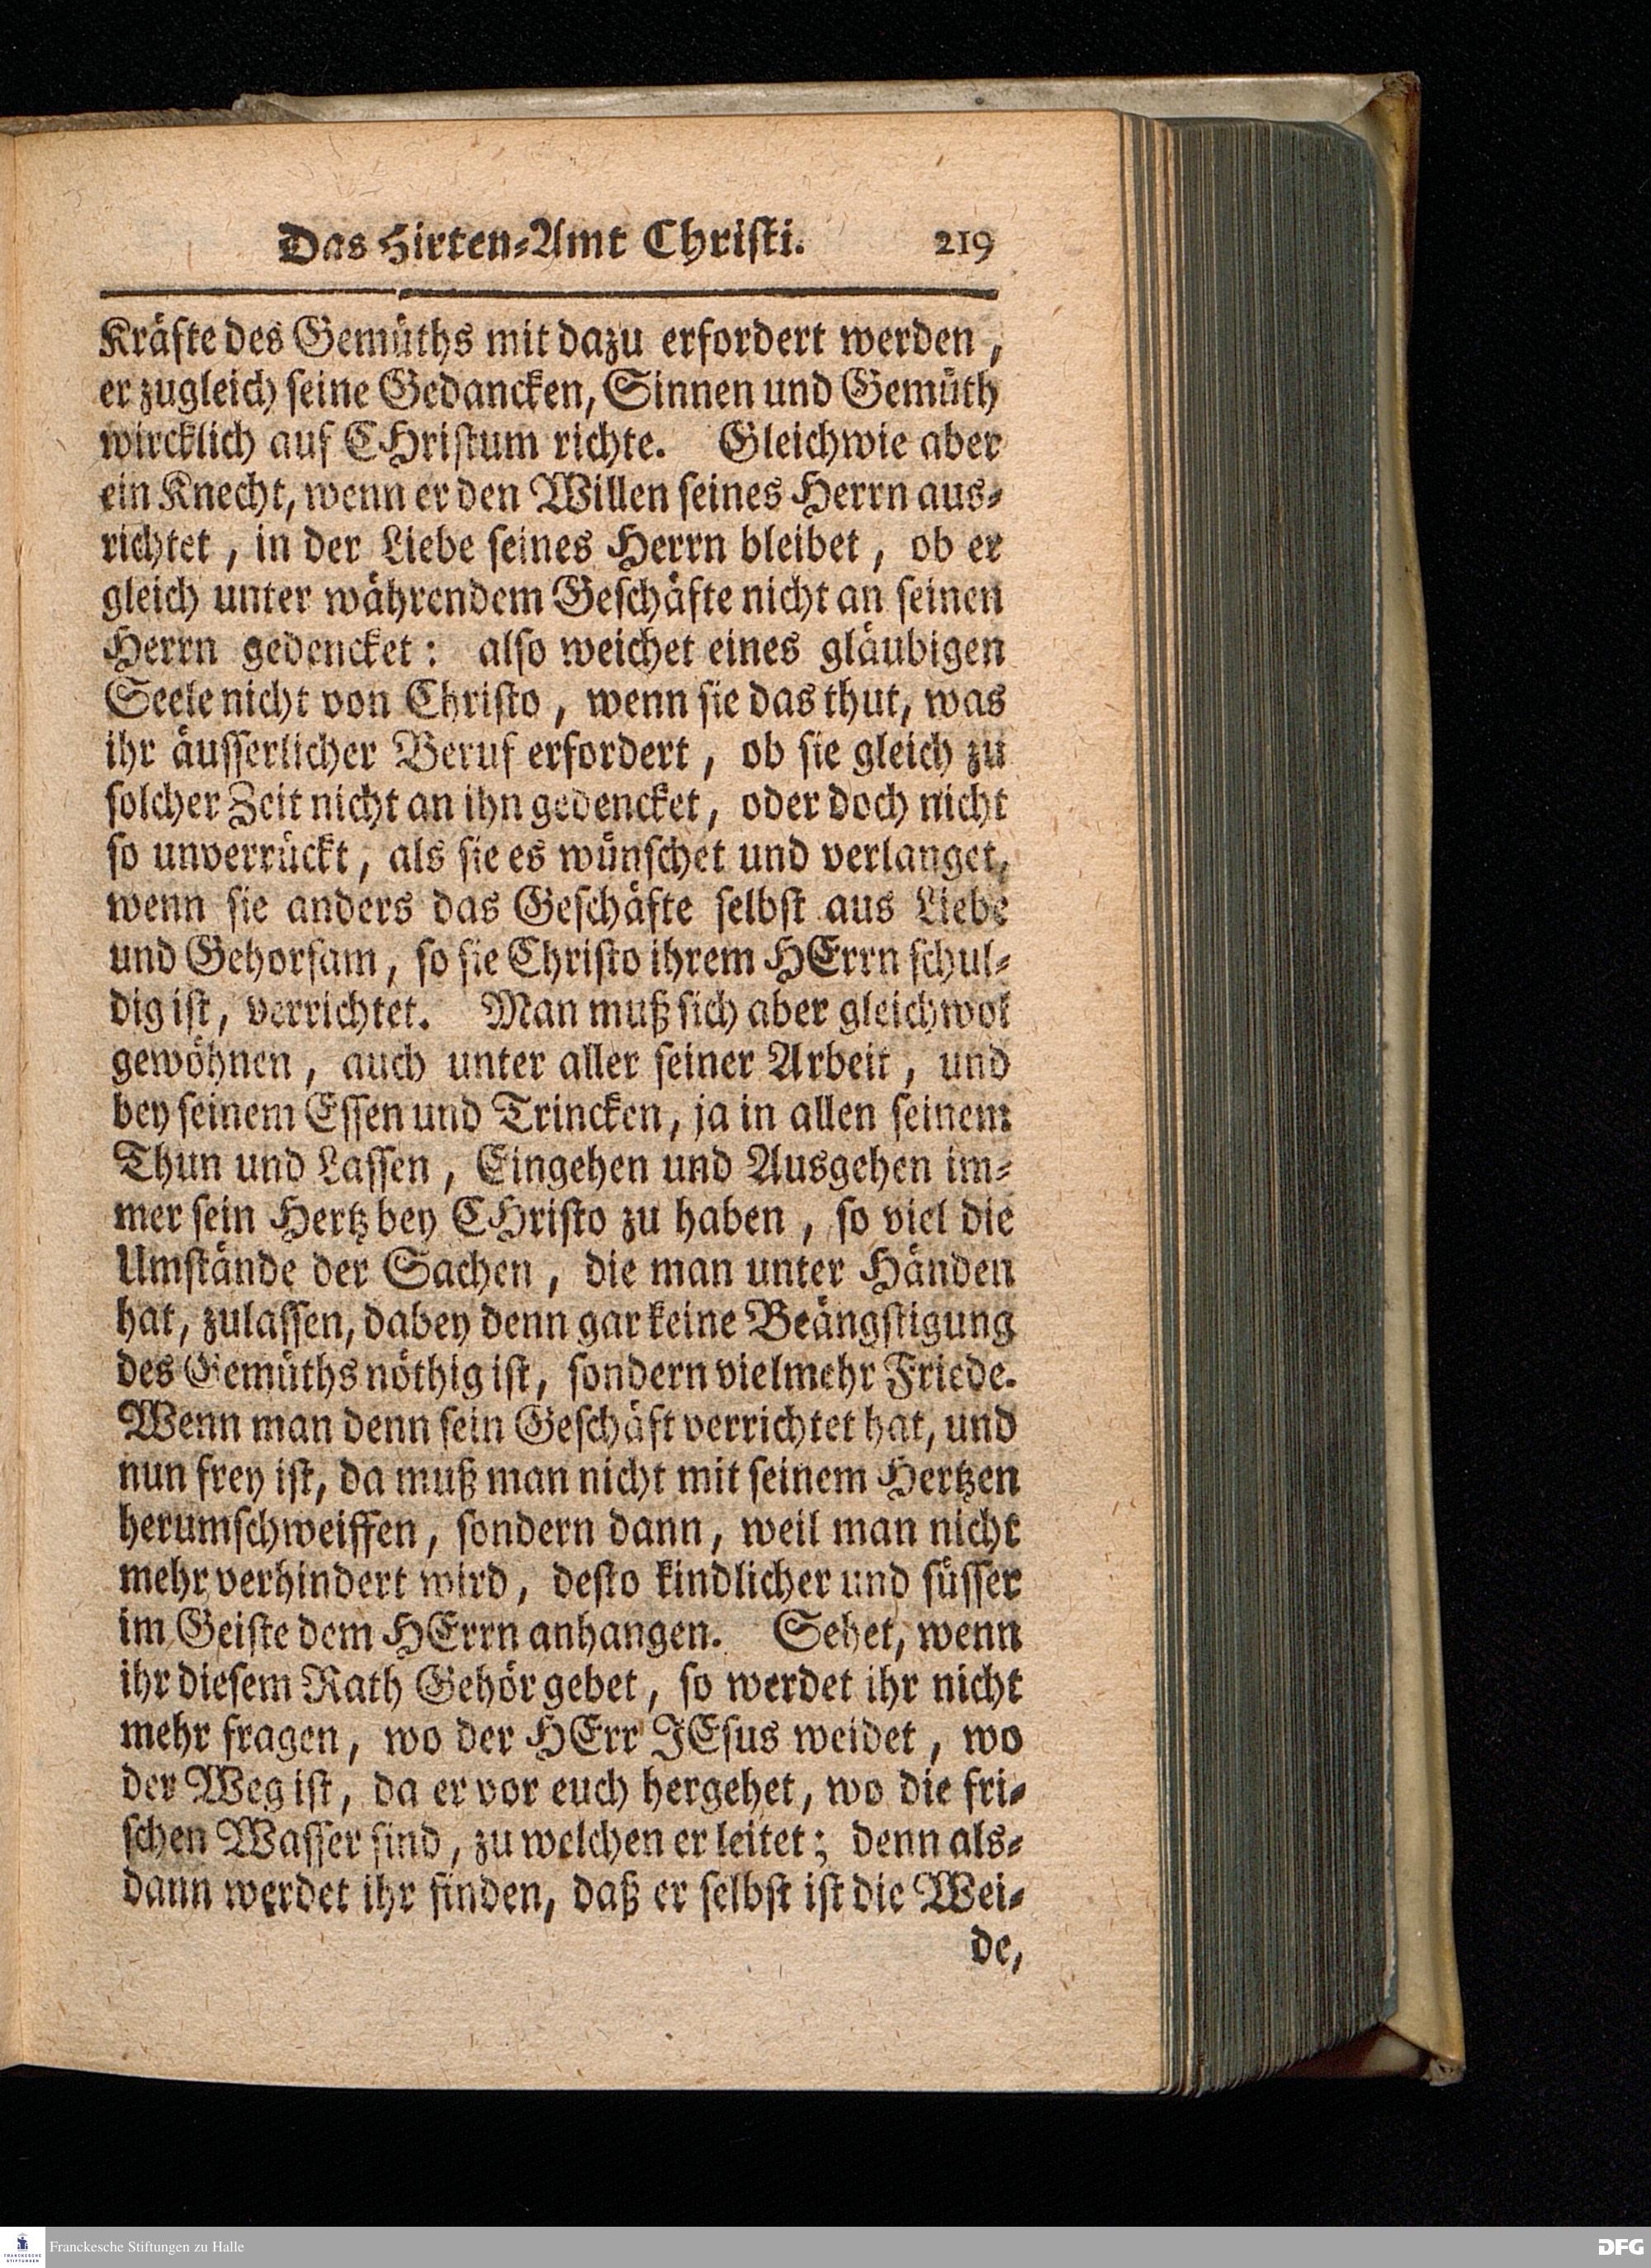 Das Hirten-Amt Christi. 219
Kräfte des Gemüths mit dazu erfordert werden,
er zugleich seine Gedancken, Sinnen und Gemüth
wircklich auf CHristum richte. Gleichwie aber
ein Knecht, wenn er den Willen seines Herrn aus-
richtet, in der Liebe seines Herrn bleibet, ob er
gleich unter währendem Geschäfte nicht an seinen
Herrn gedencket: also weichet eines gläubigen
Seele nicht von Christo, wenn sie das thut, was
ihr äusserlicher Beruf erfordert, ob sie gleich zu
solcher Zeit nicht an ihn gedencket, oder doch nicht
so unverrückt, als sie es wünschet und verlanget,
wenn sie anders das Geschäfte selbst aus Liebe
und Gehorsam, so sie Christo ihrem HErrn schul-
dig ist, verrichtet. Man muß sich aber gleichwol
gewöhnen, auch unter aller seiner Arbeit, und
bey seinem Essen und Trincken, ja in allen seinem
Thun und Lassen, Eingehen und Ausgehen im-
mer sein Hertz bey CHristo zu haben, so viel die
Umstände der Sachen, die man unter Händen
hat, zulassen, dabey denn gar keine Beängstigung
des Gemüths nöthig ist, sondern vielmehr Friede.
Wenn man denn sein Geschäft verrichtet hat, und
nun frey ist, da muß man nicht mit seinem Hertzen
herumschweiffen, sondern dann, weil man nicht
mehr verhindert wird, desto kindlicher und süsser
im Geiste dem HErrn anhangen. Sehet, wenn
ihr diesem Rath Gehör gebet, so werdet ihr nicht
mehr fragen, wo der HErr JEsus weidet, wo
der Weg ist, da er vor euch hergehet, wo die fri-
schen Wasser sind, zu welchen er leitet; denn als-
dann werdet ihr finden, daß er selbst ist die Wei-
de,
FRANCKESCHE
STIFTUNGEN
Franckesche Stiftungen zu Halle
DFG